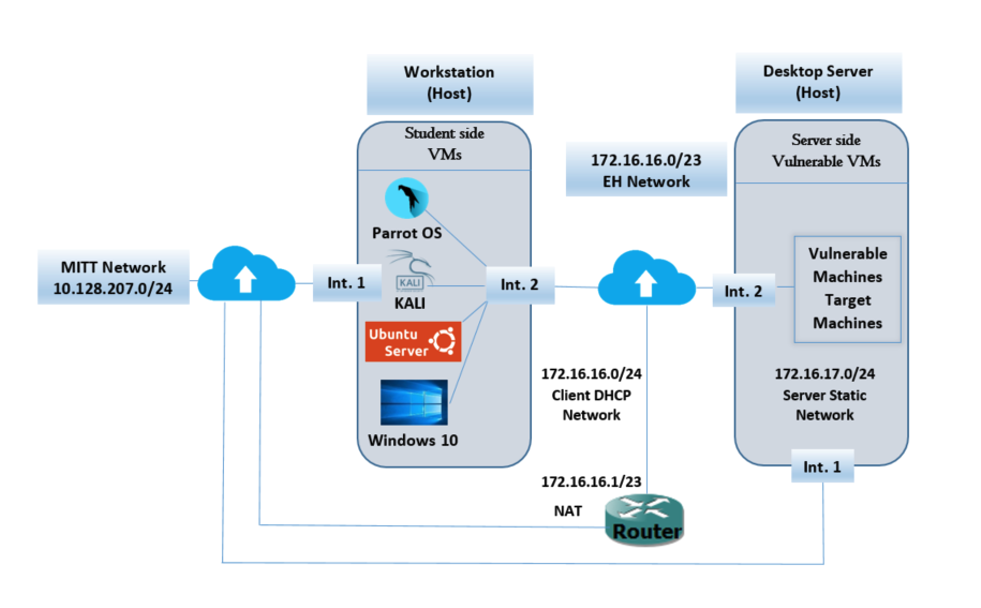 Workstation
(Host)
Desktop Server
(Host)
Student side
VMs
172.16.16.0/23
EH Network
Server side
Vulnerable VMs
Parrot OS
MITT Network
10.128.207.0/24
Int. 1
KALI
KALI
Int. 2
Int. 2
Vulnerable
Machines
Target
Machines
Ubuntu
Server
Windows 10
172.16.16.0/24
Client DHCP
Network
172.16.17.0/24
Server Static
Network
Int. 1
172.16.16.1/23
NAT
Router